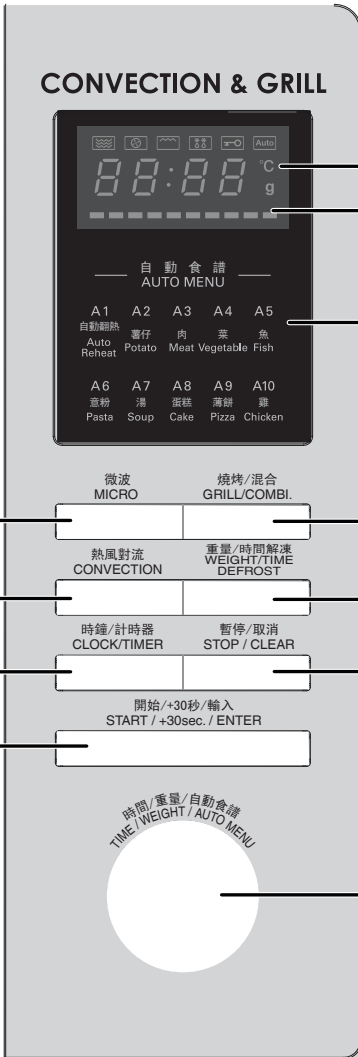 CONVECTION & GRILL
Auto
88:88 °C
g
自動食譜
AUTO MENU
A1 A2 A3 A4 A5
自動翻熱 薯仔 肉 菜 魚
Auto Reheat Potato Meat Vegetable Fish
A6 A7 A8 A9 A10
意粉 湯 蛋糕 薄餅 雞
Pasta Soup Cake Pizza Chicken
微波 燒烤/混合
MICRO GRILL/COMBI.
熱風對流 重量/時間解凍
CONVECTION WEIGHT/TIME
DEFROST
時鐘/計時器 暫停/取消
CLOCK/TIMER STOP / CLEAR
開始/+30秒/輸入
START / +30sec. / ENTER
時間/重量/自動食譜
TIME / WEIGHT / AUTO MENU